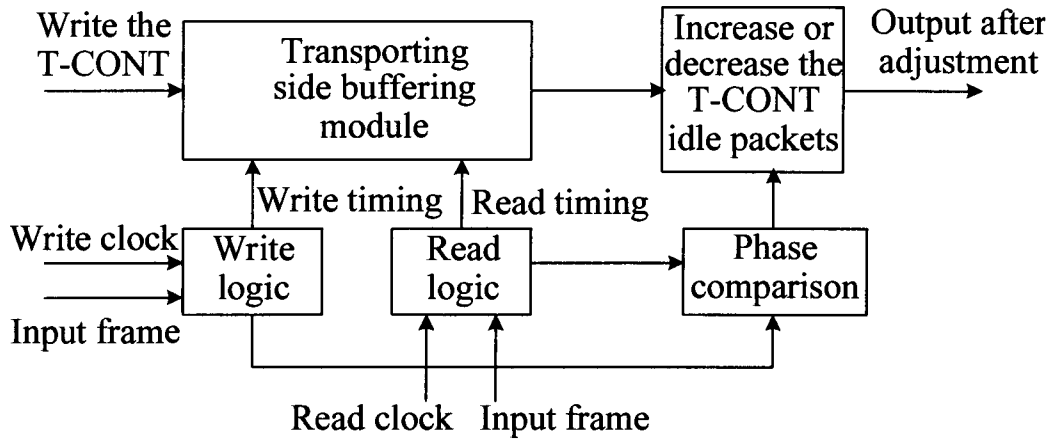 Write the
T-CONT
Transporting
side buffering
module
Increase or
decrease the
T-CONT
idle packets
Output after
adjustment
Write timing
Read timing
Write clock
Input frame
Write
logic
Read
logic
Phase
comparison
Read clock
Input frame